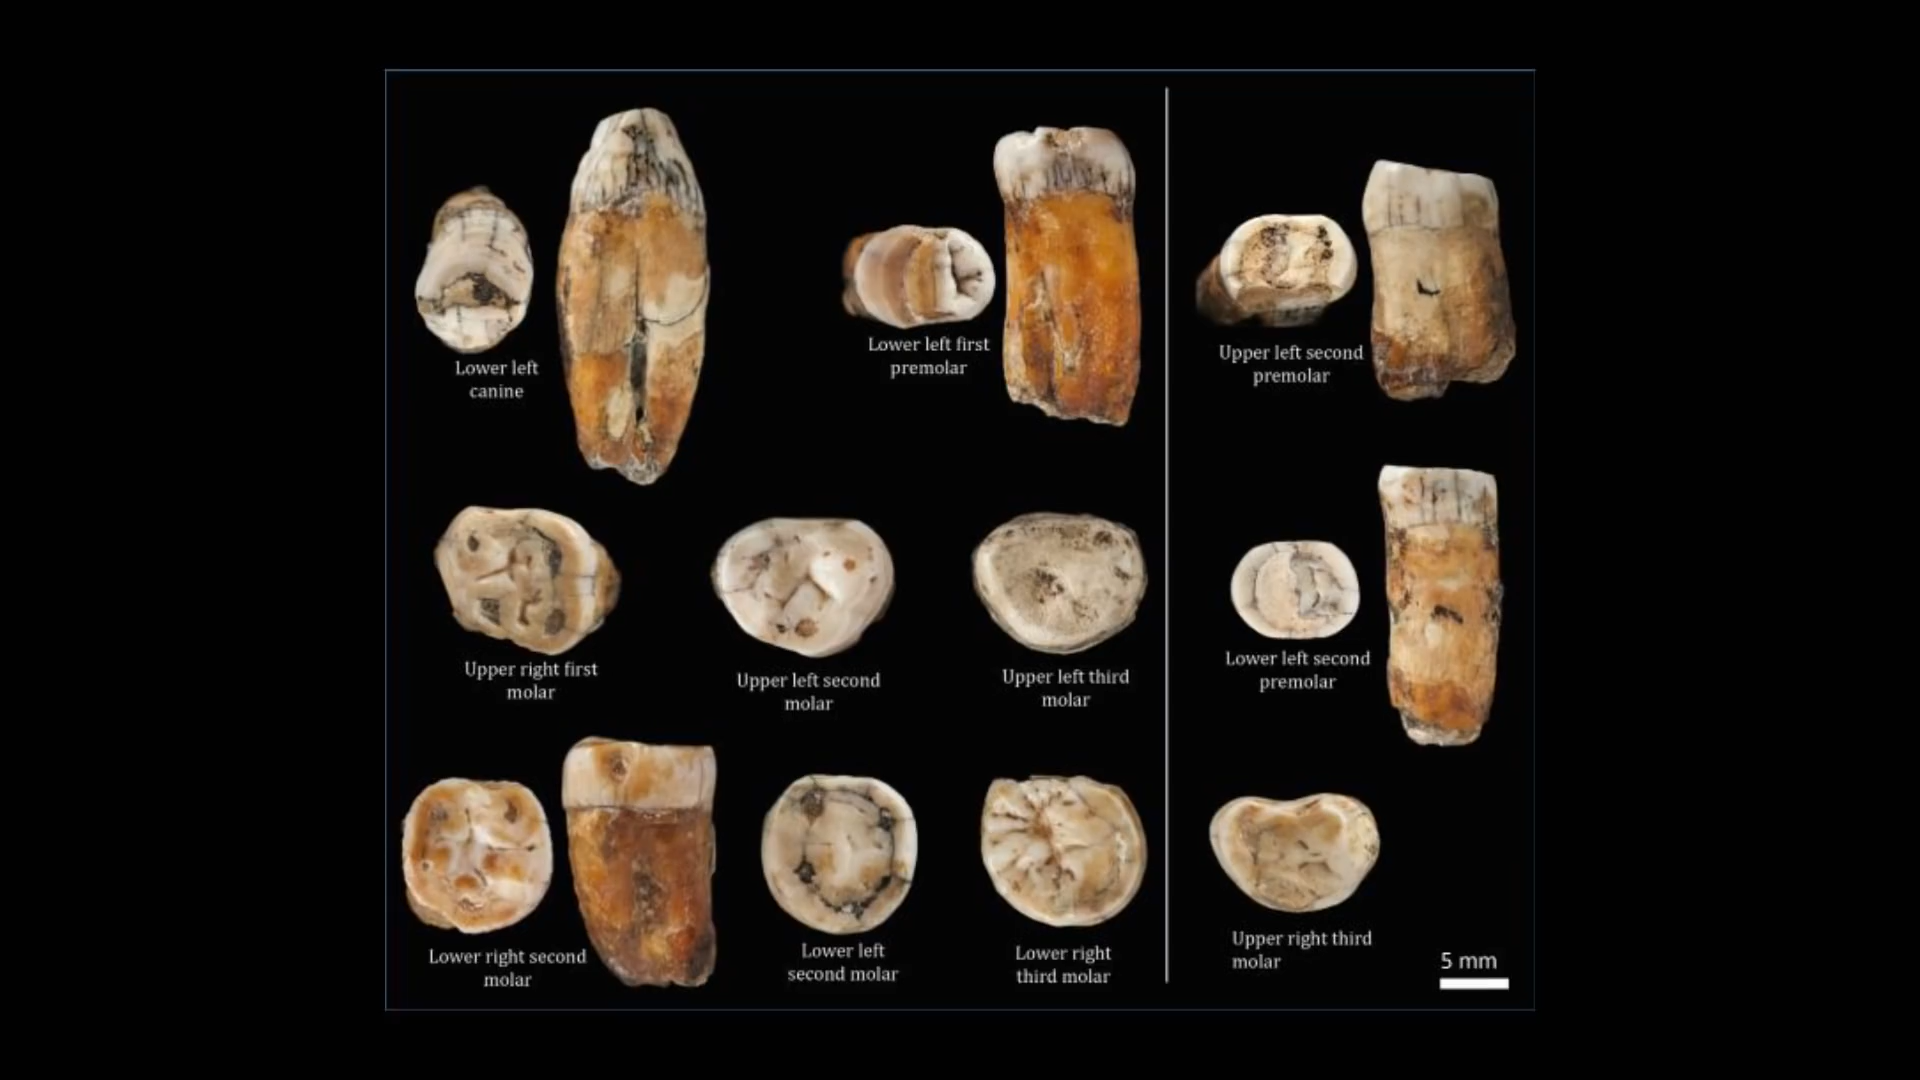 Lower left
canine
Lower left first
premolar
Upper left second
premolar
Upper right first
molar
Upper left second
molar
Upper left third
molar
Lower left second
premolar
Lower right second
molar
Lower left
second molar
Lower right
third molar
Upper right third
molar
5 mm